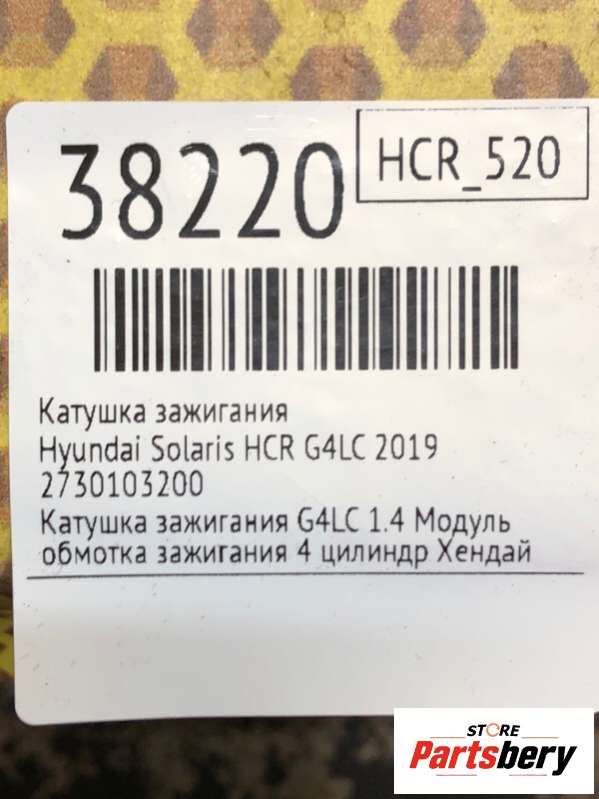 38220
HCR_520
Катушка зажигания
Hyundai Solaris HCR G4LC 2019
2730103200
Катушка зажигания G4LC 1.4 Модуль
обмотка зажигания 4 цилиндр Хендай
STORE
Partsbery